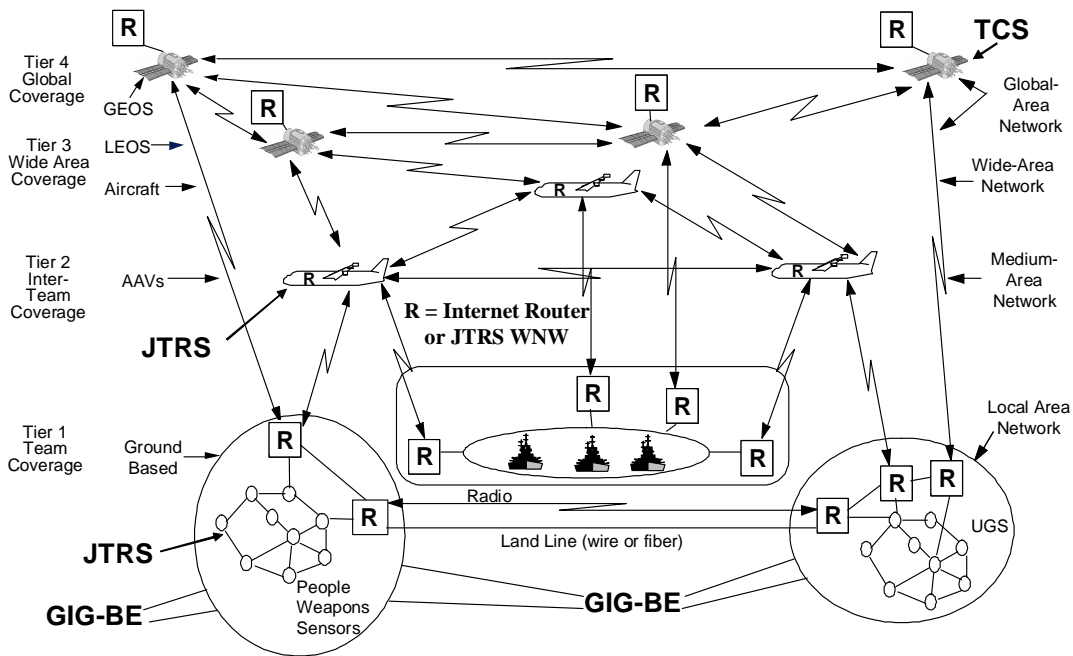 R
R
TCS
Tier 4
Global
Coverage
GEOS
R
R
Global-
Area
Network
Tier 3
Wide Area
Coverage
LEOS
Aircraft
R
Wide-Area
Network
Tier 2
Inter-
Team
Coverage
AAVs
R
R
Medium-
Area
Network
JTRS
R = Internet Router
or JTRS WNW
R
R
Tier 1
Team
Coverage
Ground
Based
R
R
R
Local Area
Network
R
R
Radio
R
R
UGS
JTRS
Land Line (wire or fiber)
People
Weapons
Sensors
GIG-BE
GIG-BE